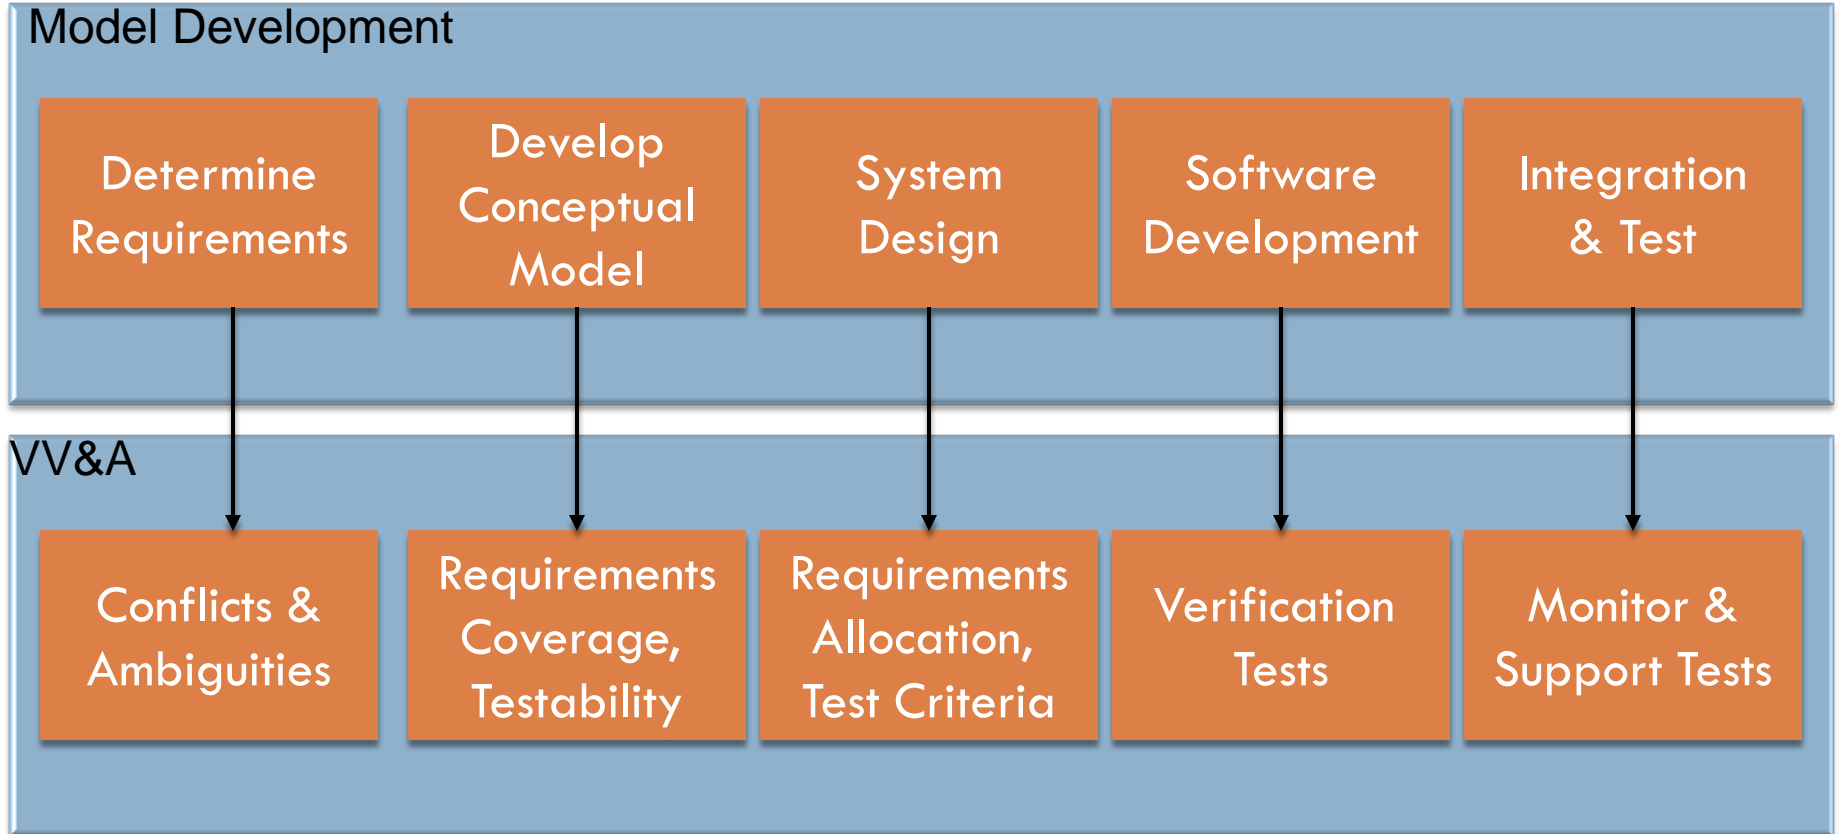 Model Development
Determine
Requirements
Develop
Conceptual
Model
System
Design
Software
Development
Integration
& Test
VV&A
Conflicts &
Ambiguities
Requirements
Coverage,
Testability
Requirements
Allocation,
Test Criteria
Verification
Tests
Monitor &
Support Tests